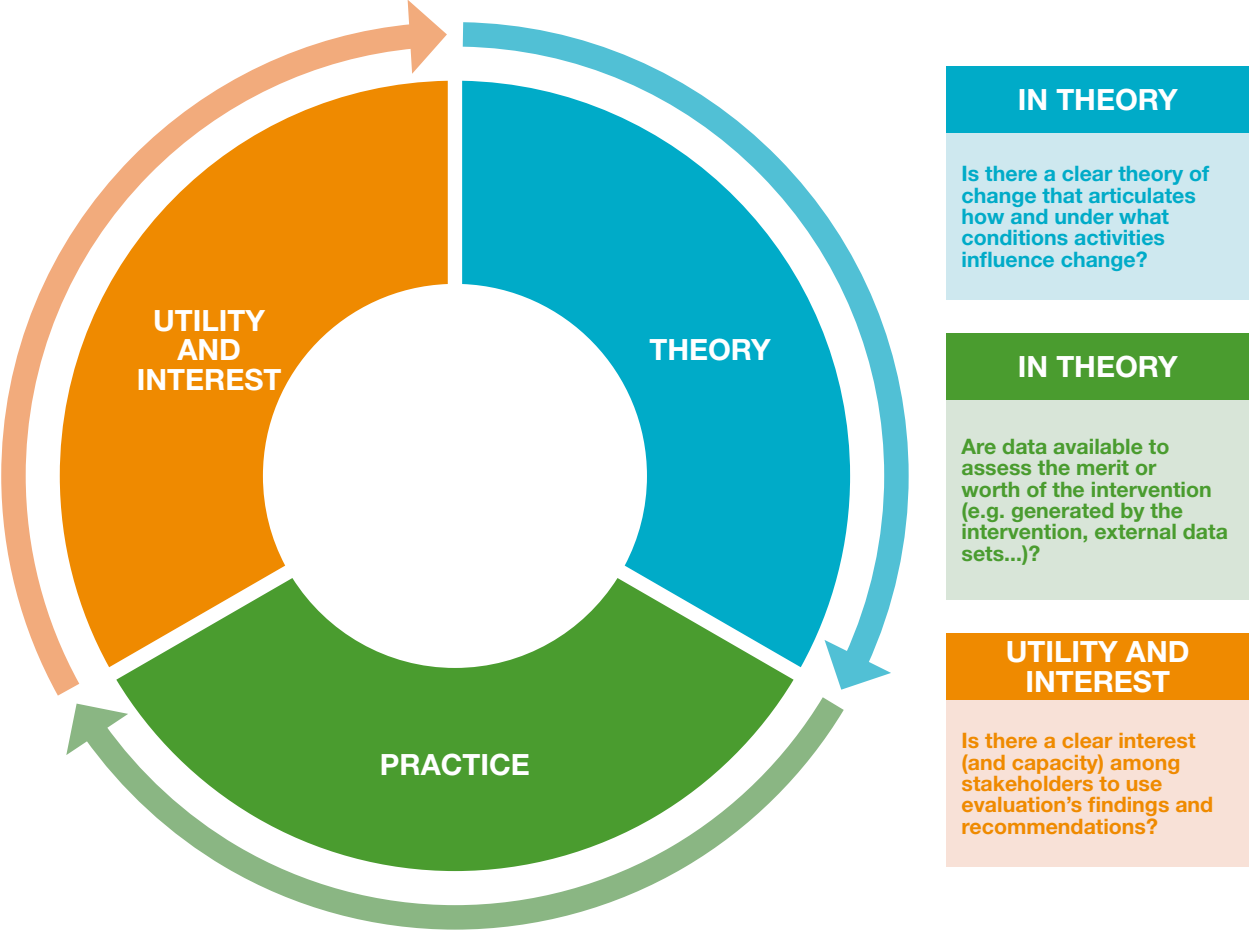 UTILITY
AND
INTEREST
THEORY
PRACTICE
IN THEORY
Is there a clear theory of
change that articulates
how and under what
conditions activities
influence change?
IN THEORY
Are data available to
assess the merit or
worth of the intervention
(e.g. generated by the
intervention, external data
sets...)?
UTILITY AND
INTEREST
Is there a clear interest
(and capacity) among
stakeholders to use
evaluation’s findings and
recommendations?